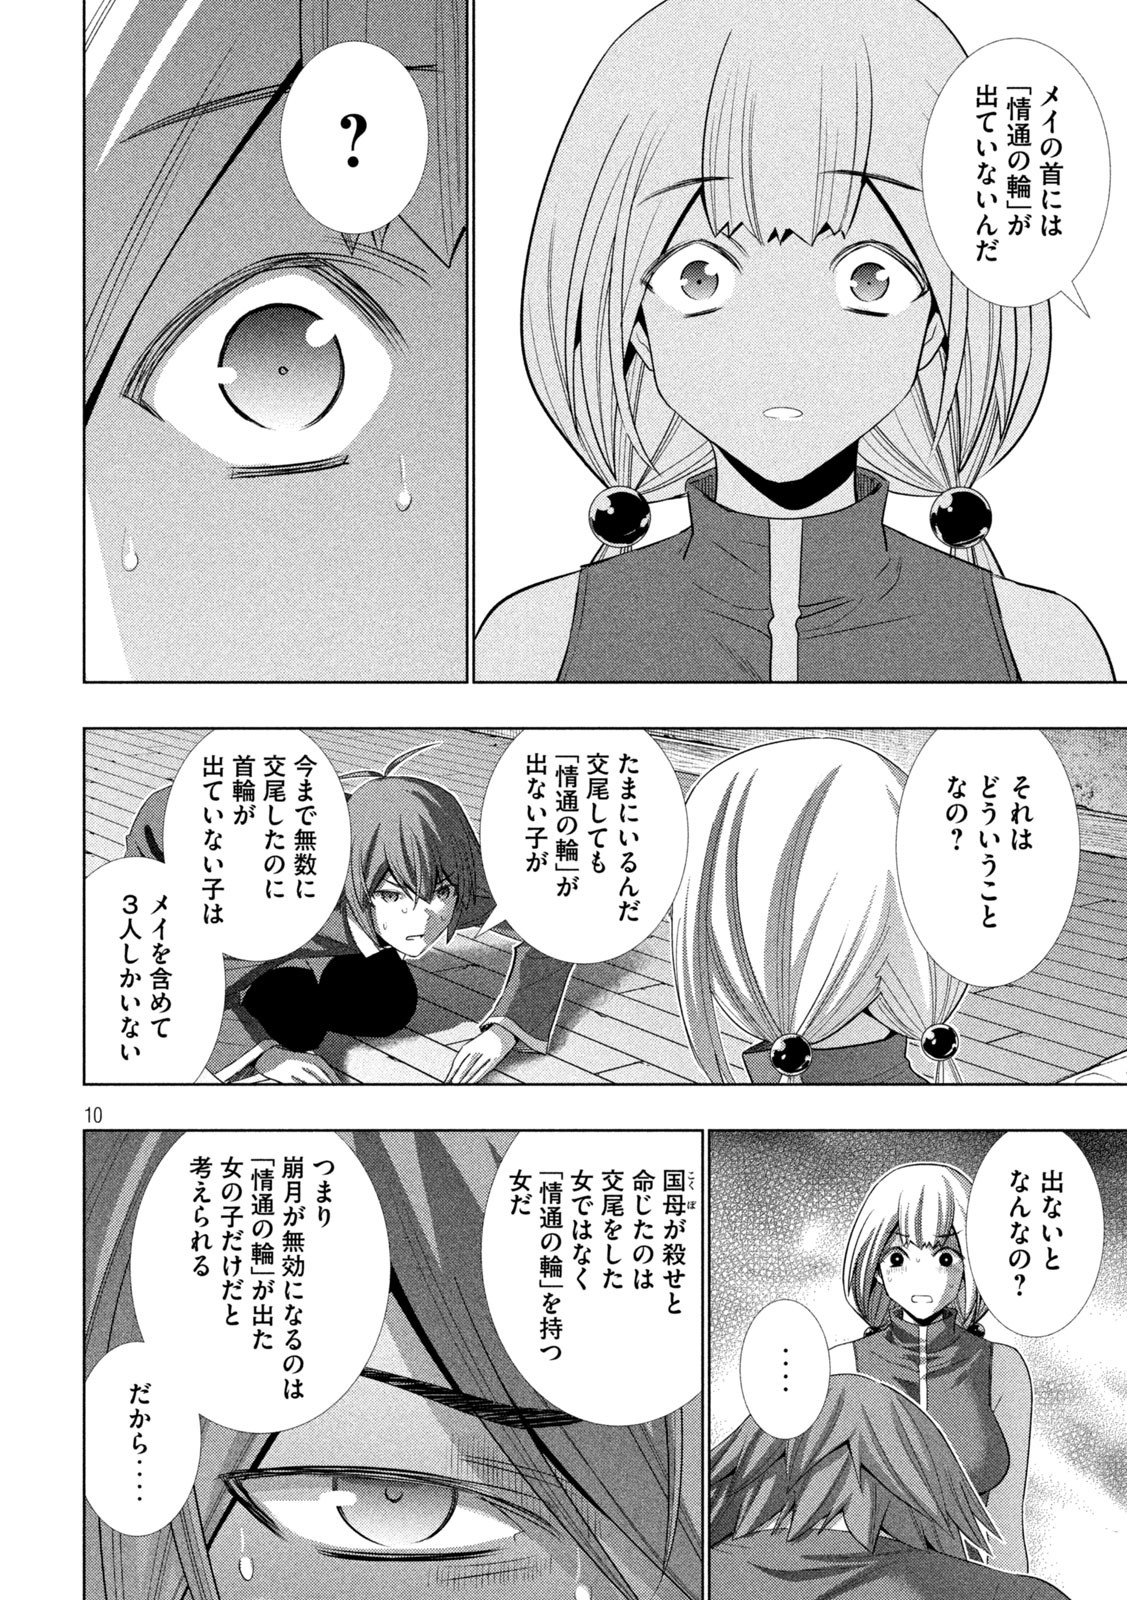 メイの首には
「情通の輪」が
出ていないんだ
？
それは
どういうこと
なの？
たまにいるんだ
交尾しても
「情通の輪」が
出ない子が
今まで無数に
交尾したのに
首輪が
出ていない子は
メイを含めて
３人しかいない
10
出ないと
なんなの？
‥‥
国母が殺せと
こくぼ
命じたのは
交尾をした
女ではなく
「情通の輪」を持つ
女だ
つまり
崩月が無効になるのは
「情通の輪」が出た
女の子だけだと
考えられる
だから‥‥